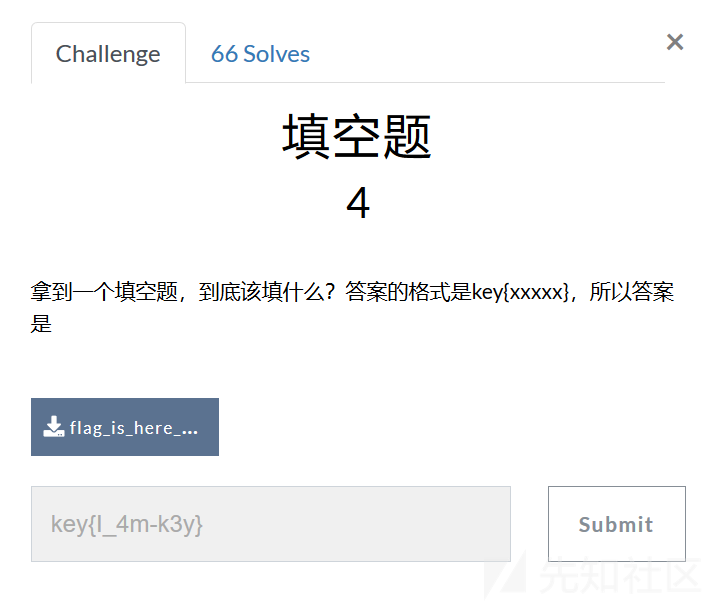 Challenge
66 Solves
×
填空题
4
拿到一个填空题，到底该填什么？答案的格式是key{xxxxx}，所以答案
是
flag_is_here_...
key{I_4m-k3y}
Submit
先知社区